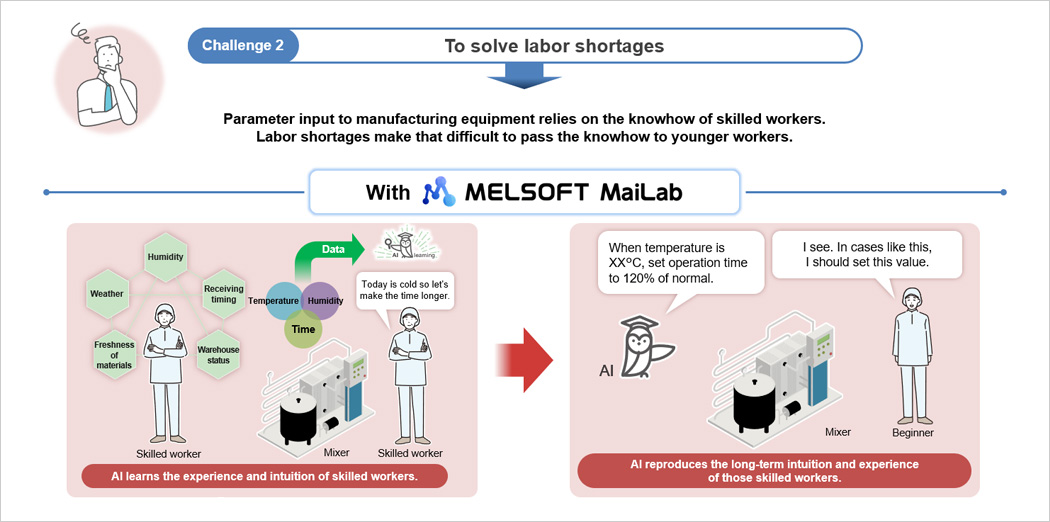 Challenge 2
To solve labor shortages
Parameter input to manufacturing equipment relies on the knowhow of skilled workers.
Labor shortages make that difficult to pass the knowhow to younger workers.
With MELSOFT MaiLab
Humidity
Weather
Receiving
timing
Freshness
of
materials
Warehouse
status
Skilled worker
Data
AI learning
Temperature
Humidity
Time
Today is cold so let's
make the time longer.
Mixer
Skilled worker
AI learns the experience and intuition of skilled workers.
When temperature is
XX°C, set operation time
to 120% of normal.
I see. In cases like this,
I should set this value.
AI
Mixer
Beginner
AI reproduces the long-term intuition and experience
of those skilled workers.